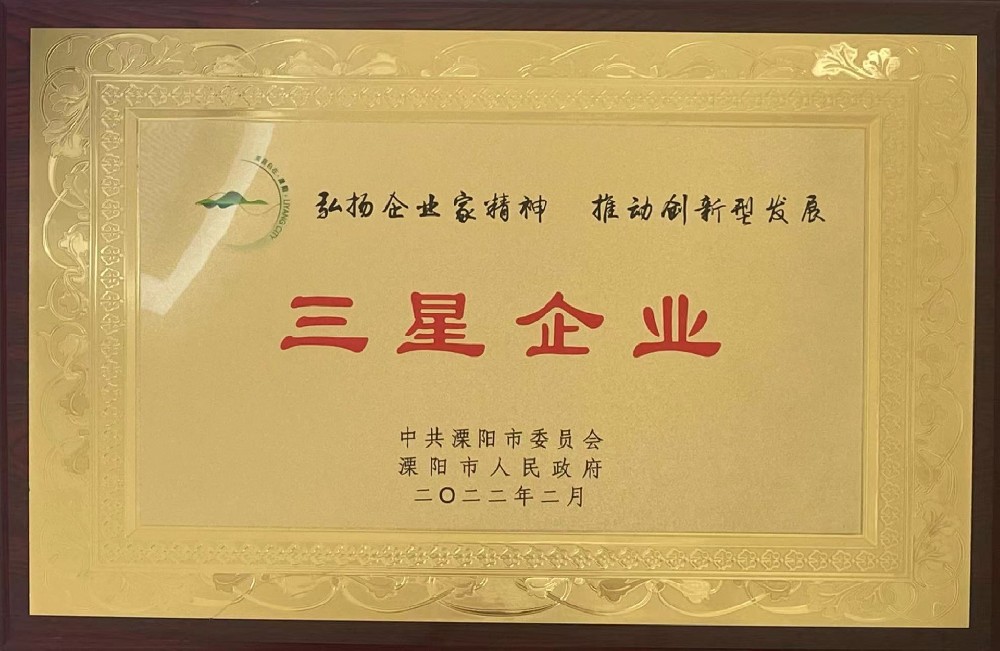 LIYANG CITY
弘扬企业家精神 推动创新型发展
三星企业
中共溧阳市委员会
溧阳市人民政府
二〇二二年二月